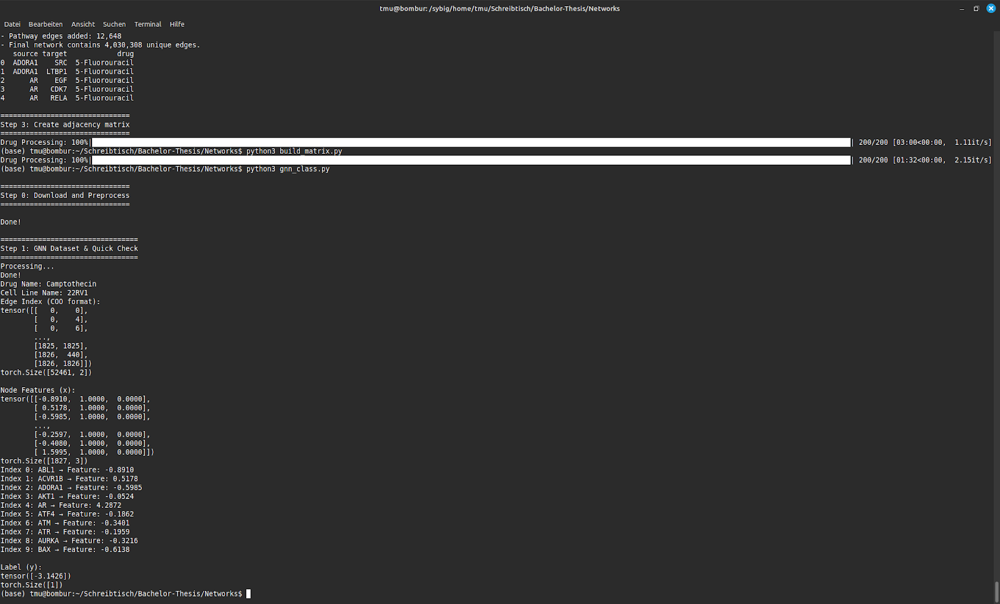 tmu@bombur: /sybig/home/tmu/Schreibtisch/Bachelor-Thesis/Networks
Datei Bearbeiten Ansicht Suchen Terminal Hilfe
- Pathway edges added: 12,648
- Final network contains 4,030,308 unique edges.
   source target            drug
0  ADORA1    SRC  5-Fluorouracil
1  ADORA1  LTBP1  5-Fluorouracil
2      AR    EGF  5-Fluorouracil
3      AR   CDK7  5-Fluorouracil
4      AR   RELA  5-Fluorouracil
===============================
Step 3: Create adjacency matrix
===============================
Drug Processing: 100%| | 200/200 [03:00<00:00,  1.11it/s]
(base) tmu@bombur:~/Schreibtisch/Bachelor-Thesis/Networks$ python3 build_matrix.py
Drug Processing: 100%| | 200/200 [01:32<00:00,  2.15it/s]
(base) tmu@bombur:~/Schreibtisch/Bachelor-Thesis/Networks$ python3 gnn_class.py
===============================
Step 0: Download and Preprocess
===============================
Done!
=================================
Step 1: GNN Dataset & Quick Check
=================================
Processing...
Done!
Drug Name: Camptothecin
Cell Line Name: 22RV1
Edge Index (COO format):
tensor([[   0,    0],
        [   0,    4],
        [   0,    6],
        ...,
        [1825, 1825],
        [1826,  440],
        [1826, 1826]])
torch.Size([52461, 2])
Node Features (x):
tensor([[-0.8910,  1.0000,  0.0000],
        [ 0.5178,  1.0000,  0.0000],
        [-0.5985,  1.0000,  0.0000],
        ...,
        [-0.2597,  1.0000,  0.0000],
        [-0.4080,  1.0000,  0.0000],
        [ 1.5995,  1.0000,  0.0000]])
torch.Size([1827, 3])
Index 0: ABL1 → Feature: -0.8910
Index 1: ACVR1B → Feature: 0.5178
Index 2: ADORA1 → Feature: -0.5985
Index 3: AKT1 → Feature: -0.0524
Index 4: AR → Feature: 4.2872
Index 5: ATF4 → Feature: -0.1862
Index 6: ATM → Feature: -0.3401
Index 7: ATR → Feature: -0.1959
Index 8: AURKA → Feature: -0.3216
Index 9: BAX → Feature: -0.6138
Label (y):
tensor([-3.1426])
torch.Size([1])
(base) tmu@bombur:~/Schreibtisch/Bachelor-Thesis/Networks$